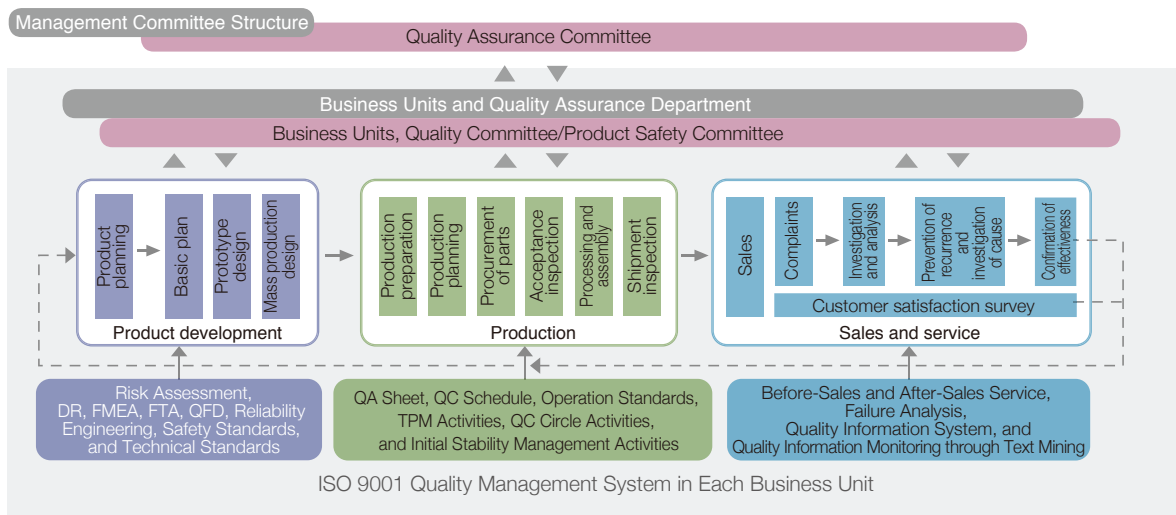 Management Committee Structure
Quality Assurance Committee
Business Units and Quality Assurance Department
Business Units, Quality Committee/Product Safety Committee
Product
planning
Basic plan
Prototype
design
Mass production
design
Product development
Production
preparation
Production
planning
Procurement
of parts
Acceptance
inspection
Processing and
assembly
Shipment
inspection
Production
Sales
Complaints
Investigation
and analysis
Prevention of
recurrence
and
investigation
of cause
Confirmation of
effectiveness
Customer satisfaction survey
Sales and service
Risk Assessment,
DR, FMEA, FTA, QFD, Reliability
Engineering, Safety Standards,
and Technical Standards
QA Sheet, QC Schedule, Operation Standards,
TPM Activities, QC Circle Activities,
and Initial Stability Management Activities
Before-Sales and After-Sales Service,
Failure Analysis,
Quality Information System, and
Quality Information Monitoring through Text Mining
ISO 9001 Quality Management System in Each Business Unit